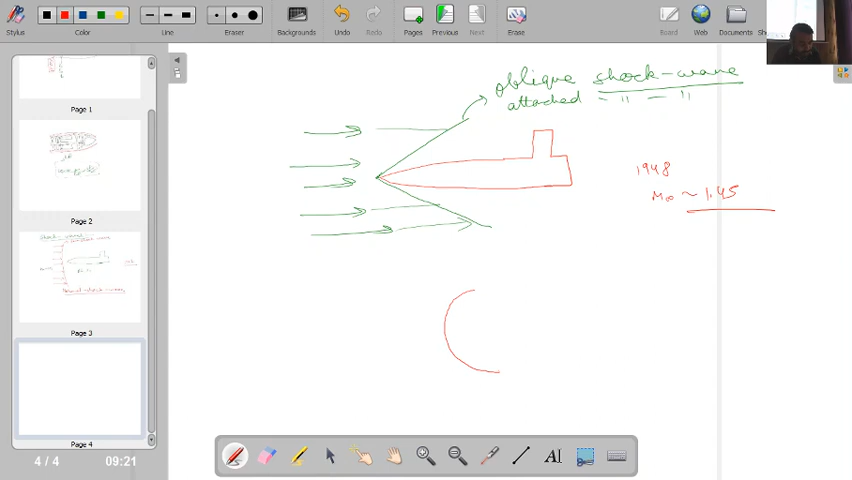 Stylus
Color
Line
Eraser
Backgrounds
Undo
Redo
Pages
Previous
Next
Erase
Board
Web
Documents
Page 1
Page 2
Page 3
Page 4
oblique shock-wave
attached - " - "
1948
M∞ ~ 1.45
4 / 4
09:21